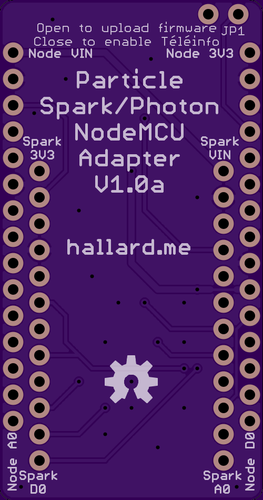 Open to upload firmware
Close to enable Téléinfo
JP1
Node VIN
Node 3V3
Particle
Spark/Photon
NodeMCU
Adapter
V1.0a
Spark
3V3
Spark
VIN
hallard.me
Node A0
Spark
D0
Spark
A0
Node D0